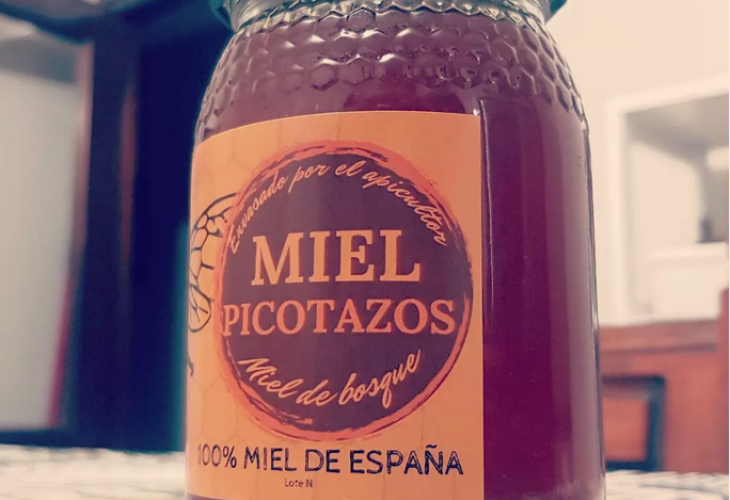 Envasado por el apicultor
MIEL
PICOTAZOS
Miel de bosque
100% MIEL DE ESPAÑA
Lote N